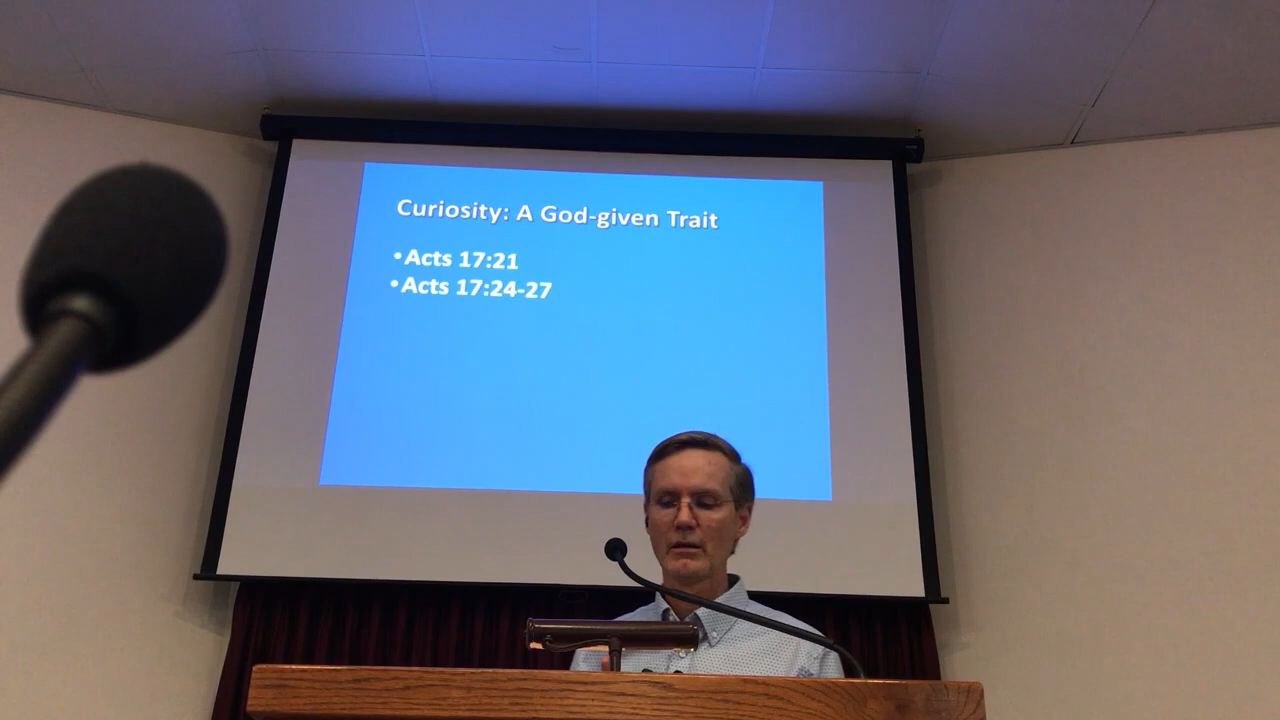 Curiosity: A God-given Trait
•Acts 17:21
•Acts 17:24-27